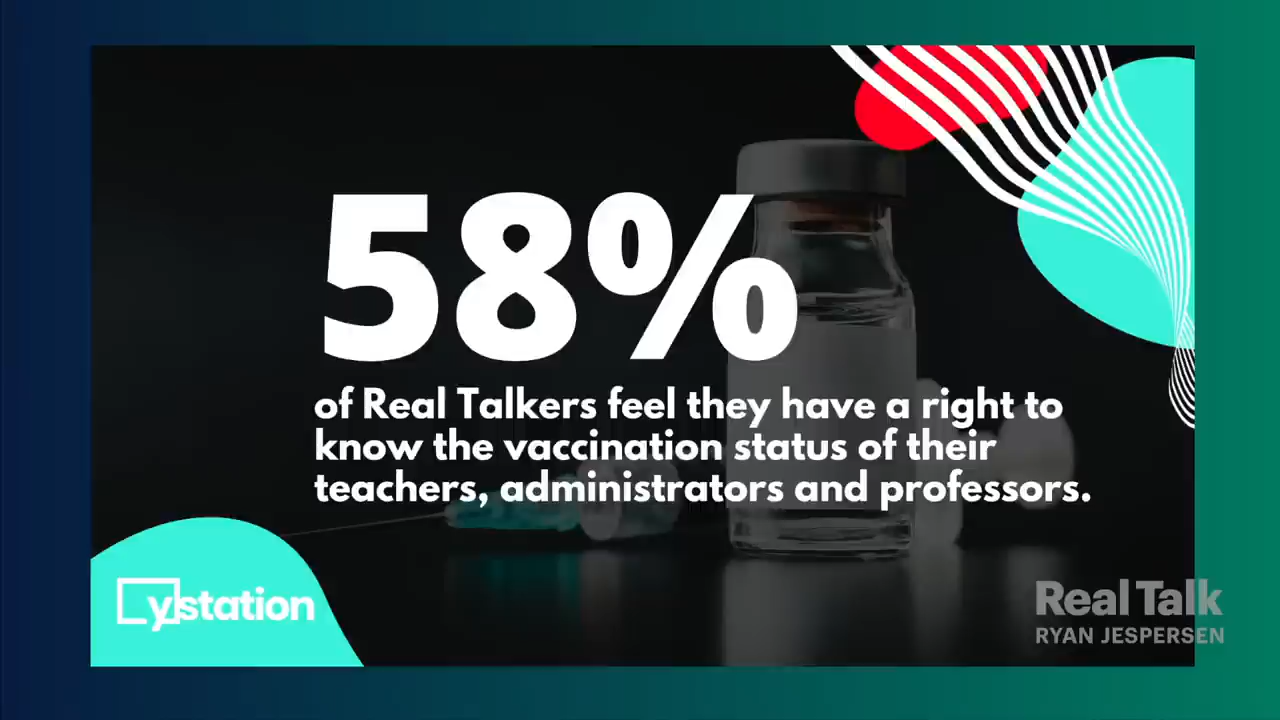 58%
of Real Talkers feel they have a right to
know the vaccination status of their
teachers, administrators and professors.
ystation
Real Talk
RYAN JESPERSEN